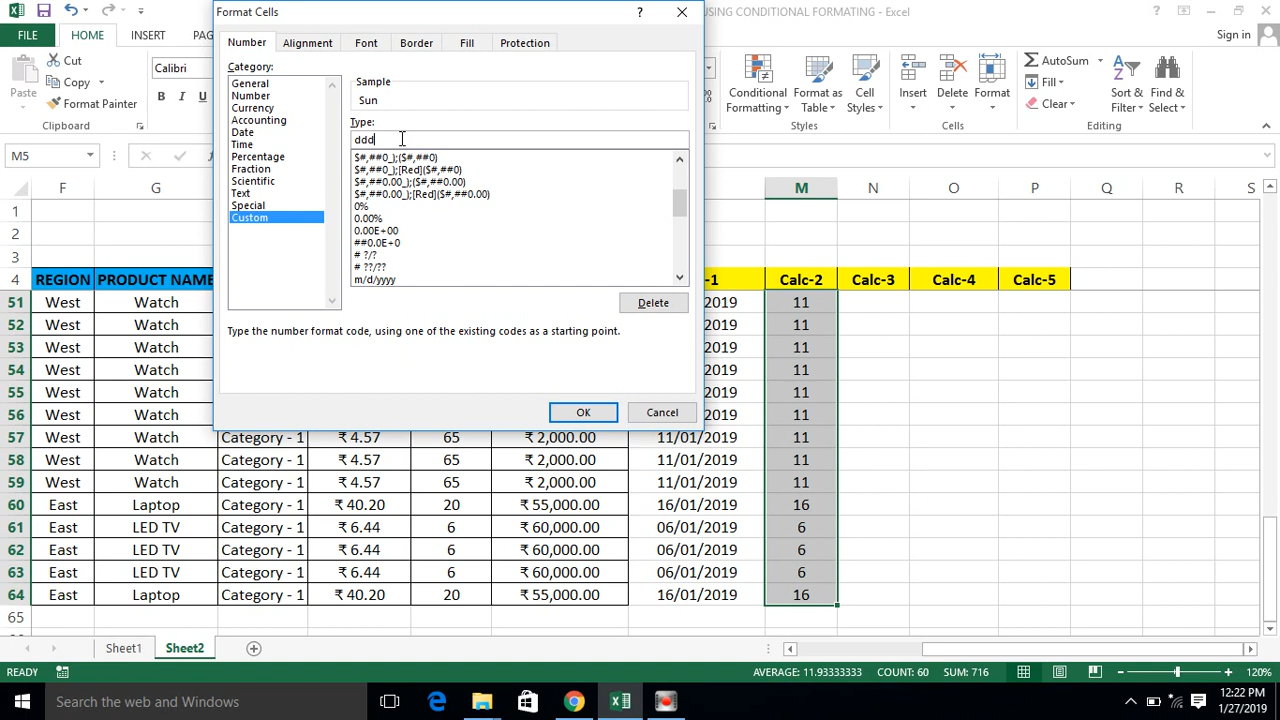 Format Cells
?
USING CONDITIONAL FORMATING - Excel
?
FILE
HOME
INSERT
PAG
Sign in
Cut
Copy
Format Painter
Paste
Clipboard
Calibri
B I U
Conditional Formatting
Format as Table
Cell Styles
Styles
Insert
Delete
Format
Cells
AutoSum
Fill
Clear
Sort & Filter
Find & Select
Editing
Number
Alignment
Font
Border
Fill
Protection
Category:
General
Number
Currency
Accounting
Date
Time
Percentage
Fraction
Scientific
Text
Special
Custom
Sample
Sun
Type:
ddd
$#,##0_);($#,##0)
$#,##0_);[Red]($#,##0)
$#,##0.00_);($#,##0.00)
$#,##0.00_);[Red]($#,##0.00)
0%
0.00%
0.00E+00
##0.0E+0
# ?/?
# ??/??
m/d/yyyy
Delete
Type the number format code, using one of the existing codes as a starting point.
OK
Cancel
M5
F G M N O P Q R S
1
2
3
4 REGION PRODUCT NAME -1 Calc-2 Calc-3 Calc-4 Calc-5
51 West Watch 2019 11
52 West Watch 2019 11
53 West Watch 2019 11
54 West Watch 2019 11
55 West Watch 2019 11
56 West Watch 2019 11
57 West Watch Category - 1 ₹ 4.57 65 ₹ 2,000.00 11/01/2019 11
58 West Watch Category - 1 ₹ 4.57 65 ₹ 2,000.00 11/01/2019 11
59 West Watch Category - 1 ₹ 4.57 65 ₹ 2,000.00 11/01/2019 11
60 East Laptop Category - 1 ₹ 40.20 20 ₹ 55,000.00 16/01/2019 16
61 East LED TV Category - 1 ₹ 6.44 6 ₹ 60,000.00 06/01/2019 6
62 East LED TV Category - 1 ₹ 6.44 6 ₹ 60,000.00 06/01/2019 6
63 East LED TV Category - 1 ₹ 6.44 6 ₹ 60,000.00 06/01/2019 6
64 East Laptop Category - 1 ₹ 40.20 20 ₹ 55,000.00 16/01/2019 16
65
Sheet1
Sheet2
READY
AVERAGE: 11.93333333 COUNT: 60 SUM: 716
120%
Search the web and Windows
12:22 PM
1/27/2019